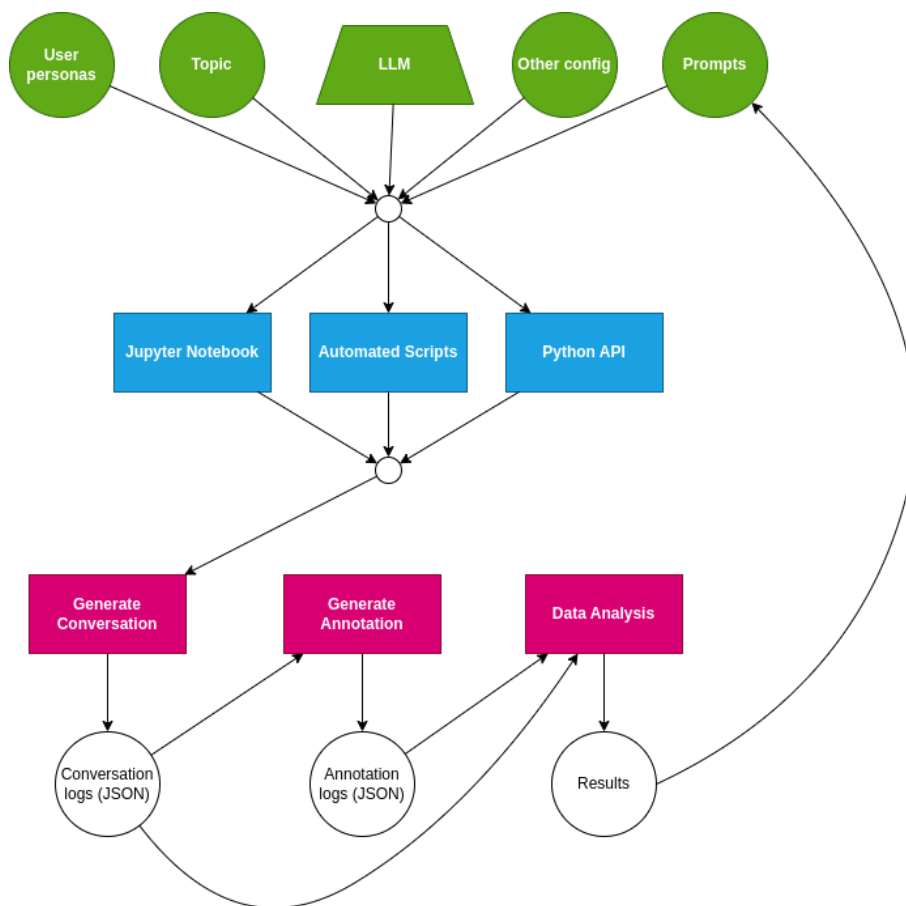 User
personas
Topic
LLM
Other config
Prompts
Jupyter Notebook
Automated Scripts
Python API
Generate
Conversation
Generate
Annotation
Data Analysis
Conversation
logs (JSON)
Annotation
logs (JSON)
Results